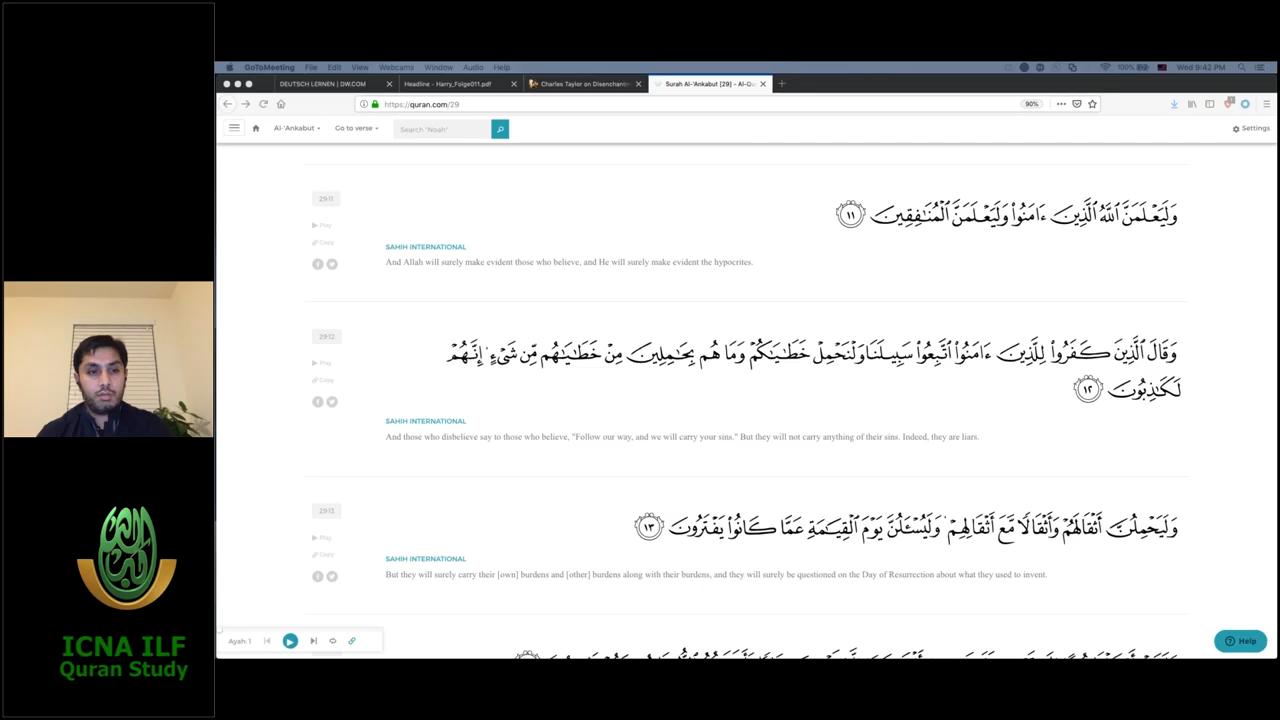 GoToMeeting File Edit View Webcams Window Audio Help
100% Wed 9:42 PM
DEUTSCH LERNEN | DW.COM
Headline - Harry_Folge011.pdf
Charles Taylor on Disenchantm
Surah Al-'Ankabut [29] - Al-Qu
https://quran.com/29
90%
Al-'Ankabut Go to verse Search "Noah" Settings
29:11
وَلَيَعْلَمَنَّ ٱللَّهُ ٱلَّذِينَ ءَامَنُوا۟ وَلَيَعْلَمَنَّ ٱلْمُنَـٰفِقِينَ ١١
Play
Copy
SAHIH INTERNATIONAL
And Allah will surely make evident those who believe, and He will surely make evident the hypocrites.
29:12
وَقَالَ ٱلَّذِينَ كَفَرُوا۟ لِلَّذِينَ ءَامَنُوا۟ ٱتَّبِعُوا۟ سَبِيلَنَا وَلْنَحْمِلْ خَطَـٰيَـٰكُمْ وَمَا هُم بِحَـٰمِلِينَ مِنْ خَطَـٰيَـٰهُم مِّن شَىْءٍ ۖ إِنَّهُمْ
لَكَـٰذِبُونَ ١٢
Play
Copy
SAHIH INTERNATIONAL
And those who disbelieve say to those who believe, "Follow our way, and we will carry your sins." But they will not carry anything of their sins. Indeed, they are liars.
29:13
وَلَيَحْمِلُنَّ أَثْقَالَهُمْ وَأَثْقَالًا مَّعَ أَثْقَالِهِمْ ۖ وَلَيُسْـَٔلُنَّ يَوْمَ ٱلْقِيَـٰمَةِ عَمَّا كَانُوا۟ يَفْتَرُونَ ١٣
Play
Copy
SAHIH INTERNATIONAL
But they will surely carry their [own] burdens and [other] burdens along with their burdens, and they will surely be questioned on the Day of Resurrection about what they used to invent.
Ayah: 1
Help
ICNA ILF
Quran Study